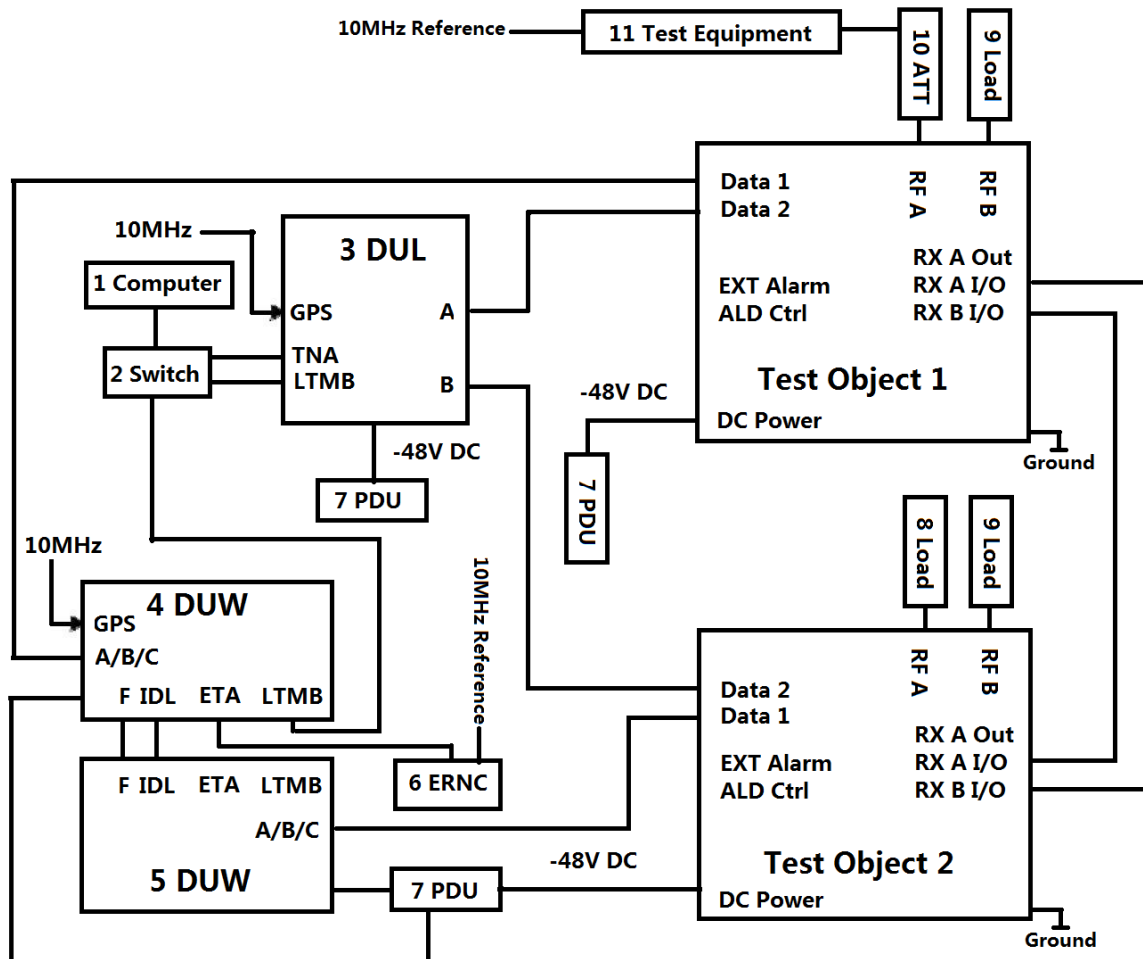 10MHz Reference
11 Test Equipment
10 ATT
9 Load
Data 1
Data 2
RF A
RF B
10MHz
3 DUL
1 Computer
GPS
A
EXT Alarm
ALD Ctrl
RX A Out
RX A I/O
RX B I/O
2 Switch
TNA
LTMB
B
Test Object 1
-48V DC
DC Power
-48V DC
Ground
7 PDU
7 PDU
10MHz
10MHz Reference
8 Load
9 Load
4 DUW
GPS
A/B/C
F IDL ETA LTMB
RF A
RF B
Data 2
Data 1
RX A Out
EXT Alarm
RX A I/O
ALD Ctrl
RX B I/O
F IDL ETA LTMB
6 ERNC
A/B/C
5 DUW
7 PDU
-48V DC
Test Object 2
DC Power
Ground